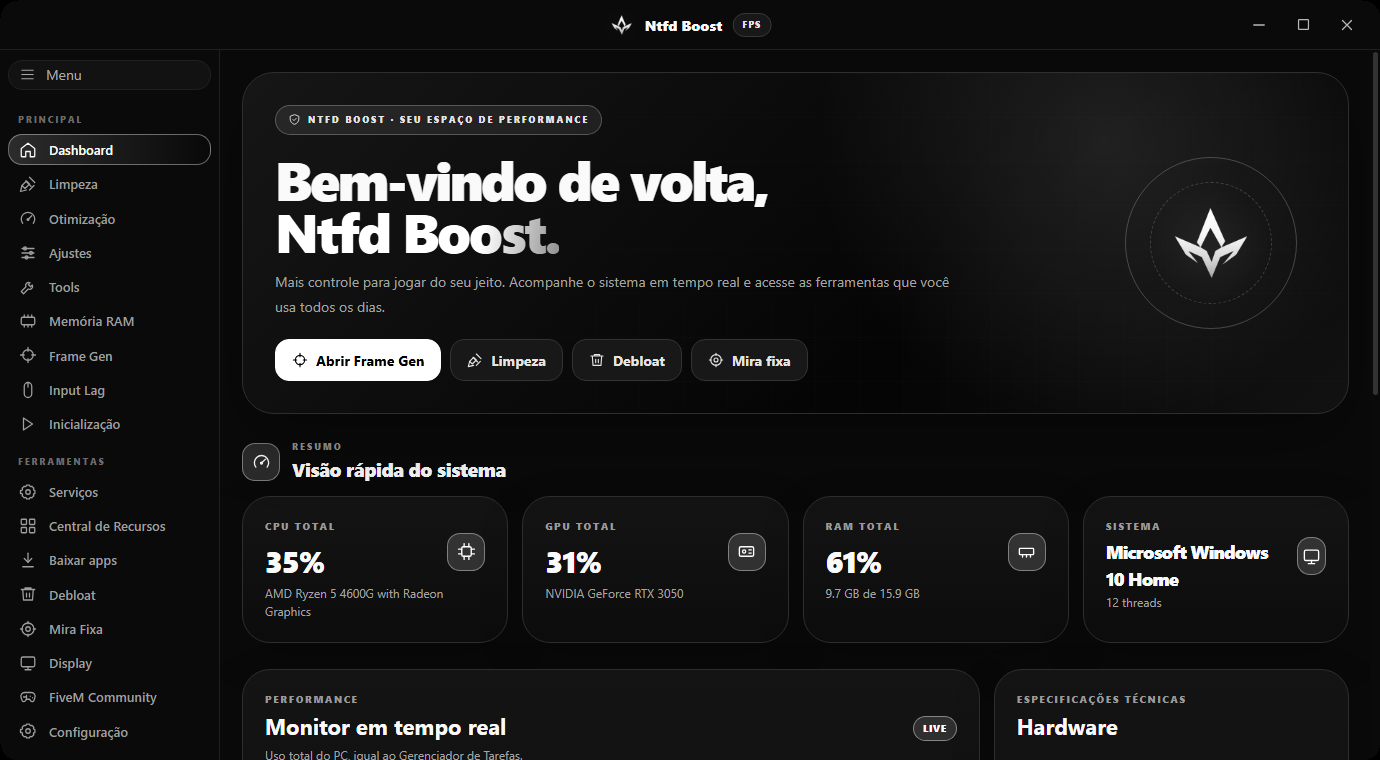 Ntfd Boost FPS
Menu
PRINCIPAL
Dashboard
Limpeza
Otimização
Ajustes
Tools
Memória RAM
Frame Gen
Input Lag
Inicialização
FERRAMENTAS
Serviços
Central de Recursos
Baixar apps
Debloat
Mira Fixa
Display
FiveM Community
Configuração
NTFD BOOST · SEU ESPAÇO DE PERFORMANCE
Bem-vindo de volta,
Ntfd Boost.
Mais controle para jogar do seu jeito. Acompanhe o sistema em tempo real e acesse as ferramentas que você
usa todos os dias.
Abrir Frame Gen
Limpeza
Debloat
Mira fixa
RESUMO
Visão rápida do sistema
CPU TOTAL
35%
AMD Ryzen 5 4600G with Radeon
Graphics
GPU TOTAL
31%
NVIDIA GeForce RTX 3050
RAM TOTAL
61%
9.7 GB de 15.9 GB
SISTEMA
Microsoft Windows
10 Home
12 threads
PERFORMANCE
Monitor em tempo real
LIVE
Uso total do PC, igual ao Gerenciador de Tarefas.
ESPECIFICAÇÕES TÉCNICAS
Hardware